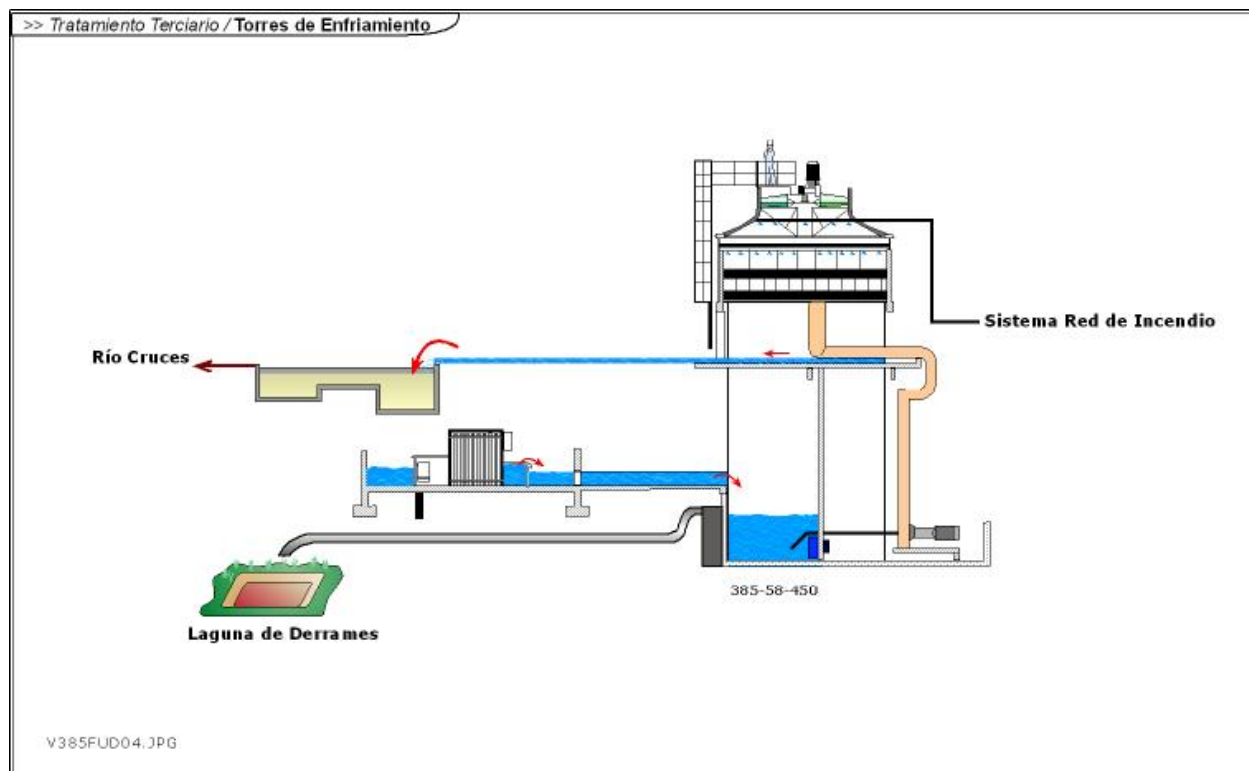 >> Tratamiento Terciario / Torres de Enfriamiento
Sistema Red de Incendio
Río Cruces
385-58-450
Laguna de Derrames
V385FUD04.JPG